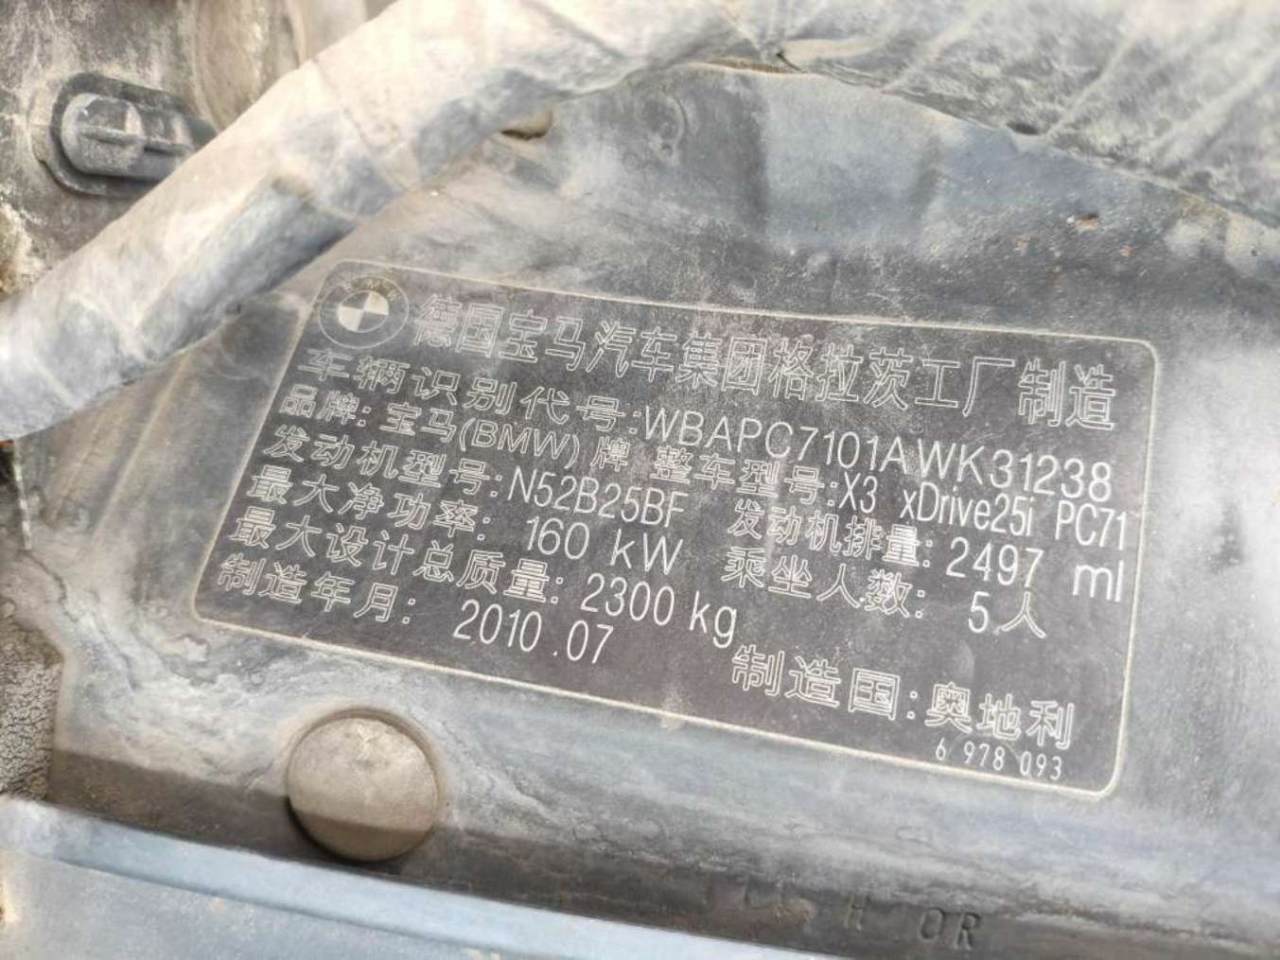 德国宝马汽车集团格拉茨工厂制造
车辆识别代号:WBAPC7101AWK31238
品牌: 宝马(BMW)牌 整车型号:X3 xDrive25i PC71
发动机型号:N52B25BF 发动机排量: 2497 ml
最大净功率: 160 kW 乘坐人数: 5人
最大设计总质量: 2300 kg
制造年月: 2010.07
制造国:奥地利
6 978 093
OR